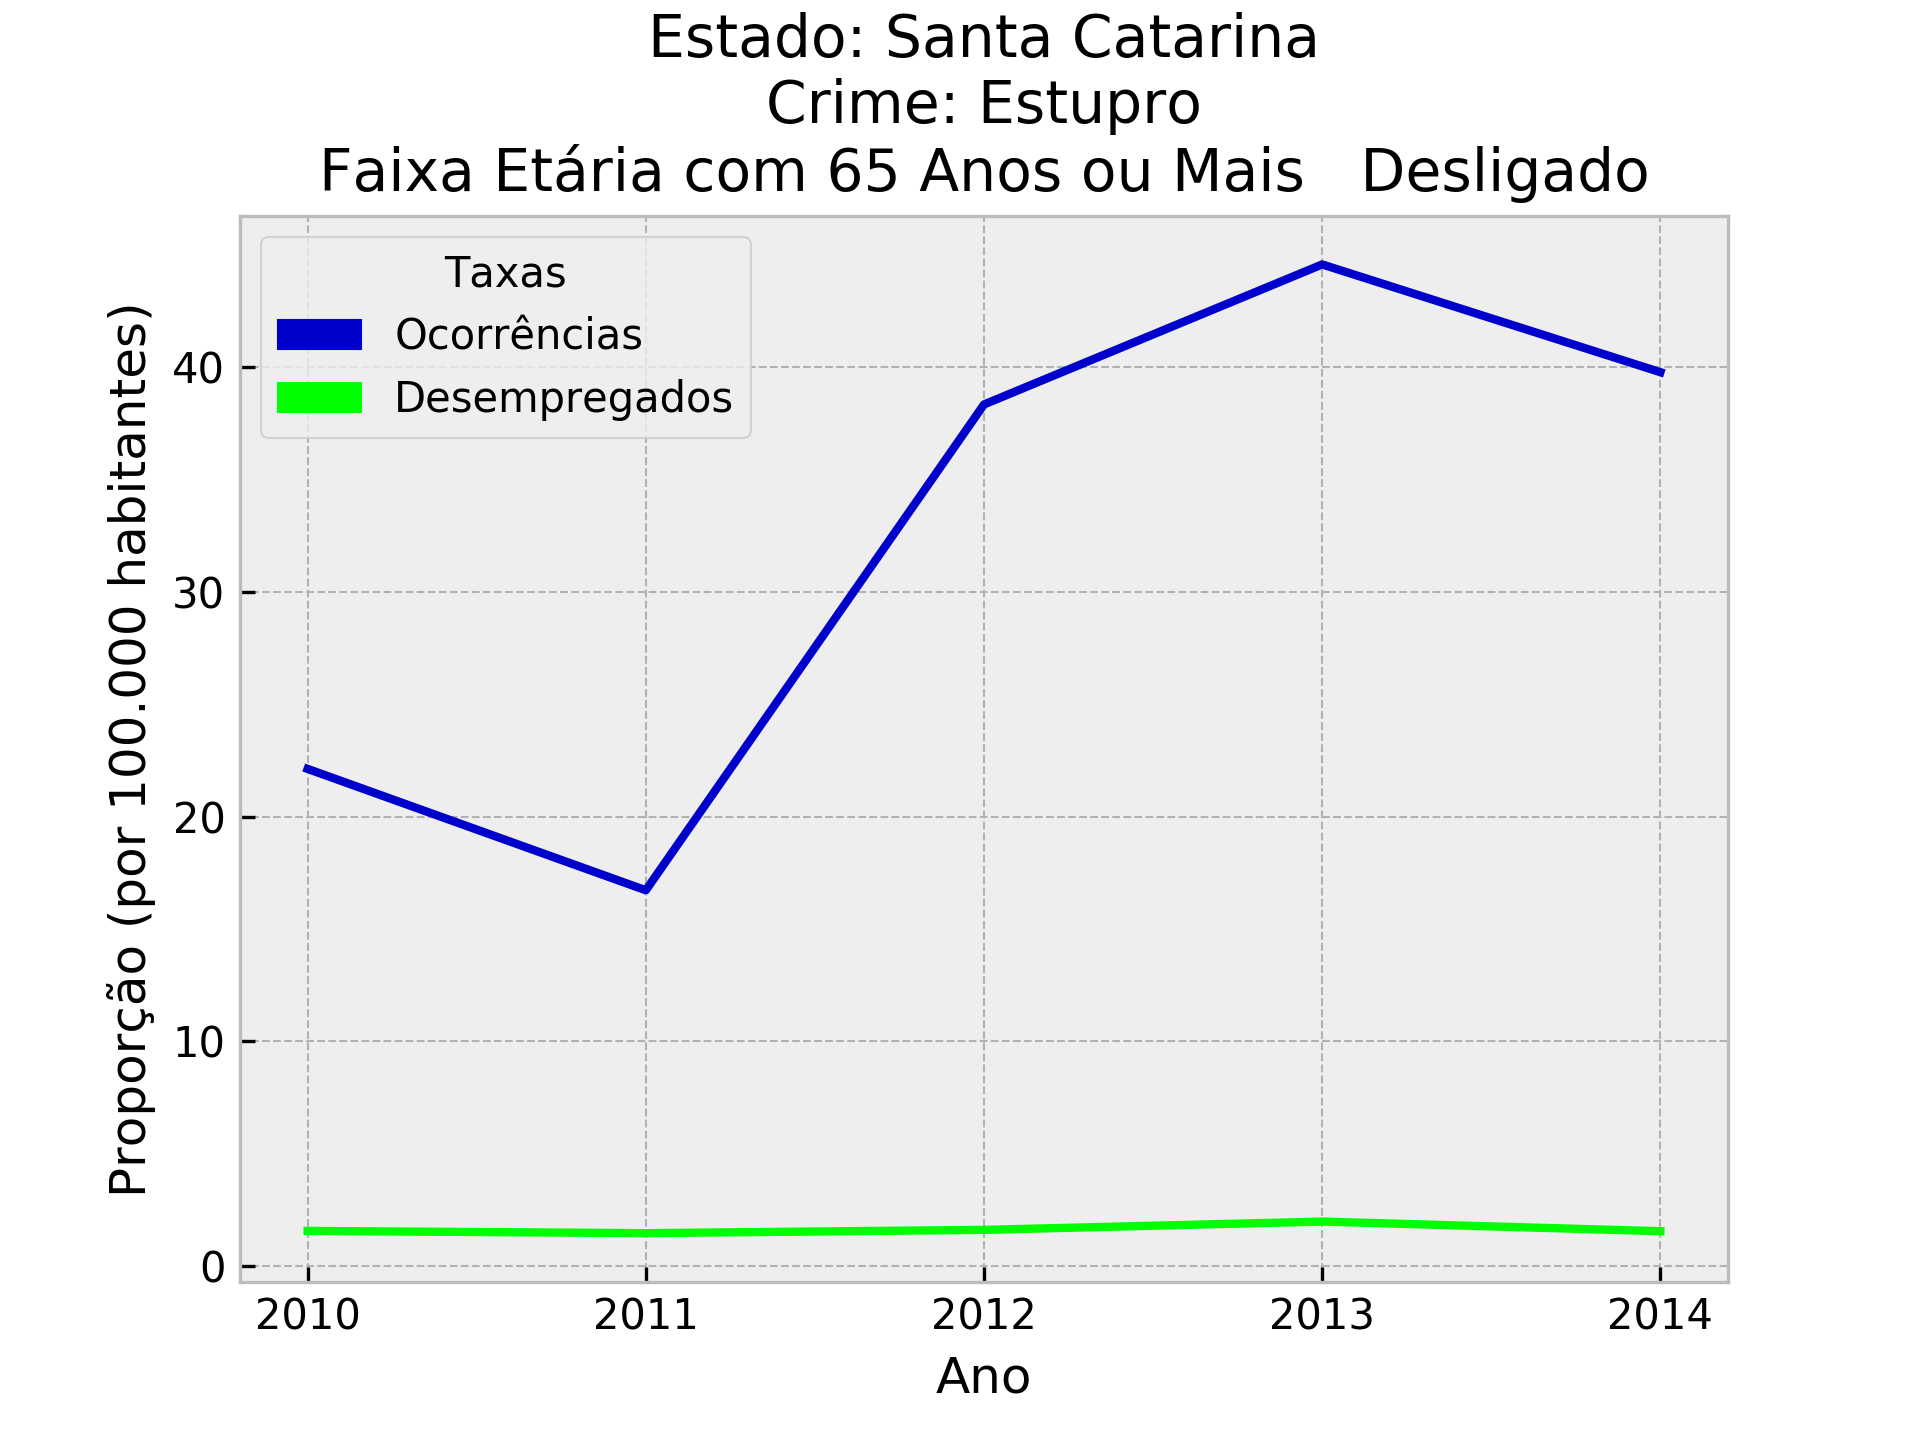 Estado: Santa Catarina
Crime: Estupro
Faixa Etária com 65 Anos ou Mais   Desligado
Taxas
Ocorrências
Desempregados
Proporção (por 100.000 habitantes)
40
30
20
10
0
2010 2011 2012 2013 2014
Ano